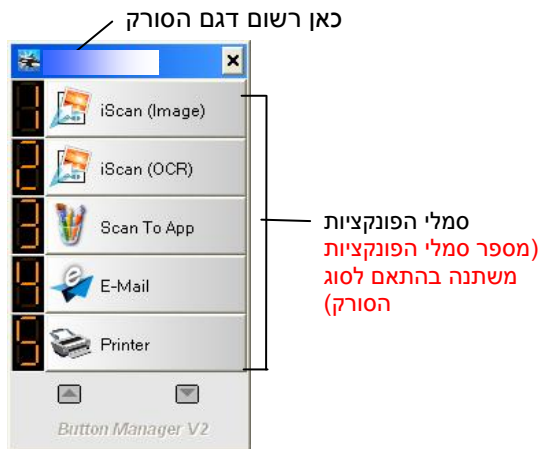 כאן רשום דגם הסורק
1 iScan (Image)
2 iScan (OCR)
3 Scan To App
4 E-Mail
5 Printer
Button Manager V2
סמלי הפונקציות
(מספר סמלי הפונקציות
משתנה בהתאם לסוג
הסורק)